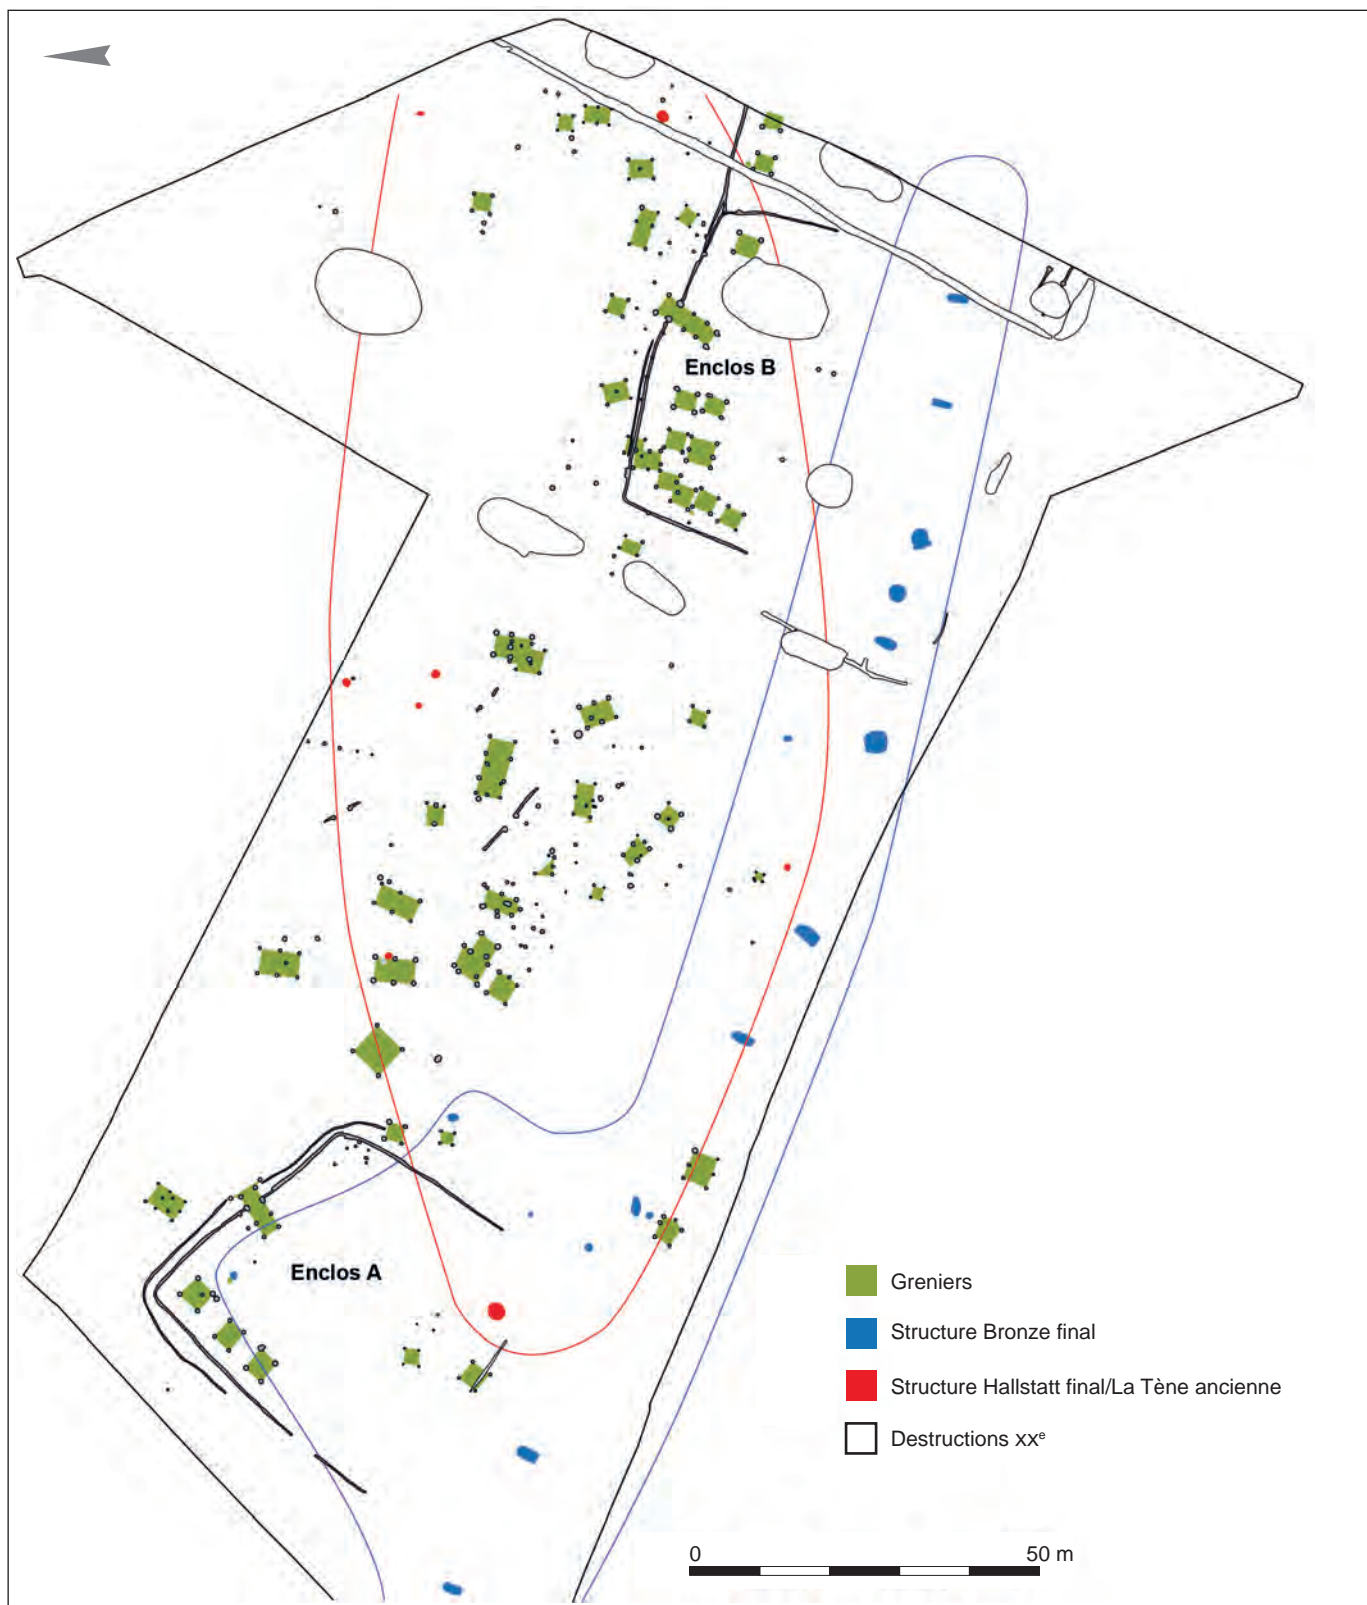 Enclos B
Enclos A
Greniers
Structure Bronze final
Structure Hallstatt final/La Tène ancienne
Destructions XXᵉ
0 50 m